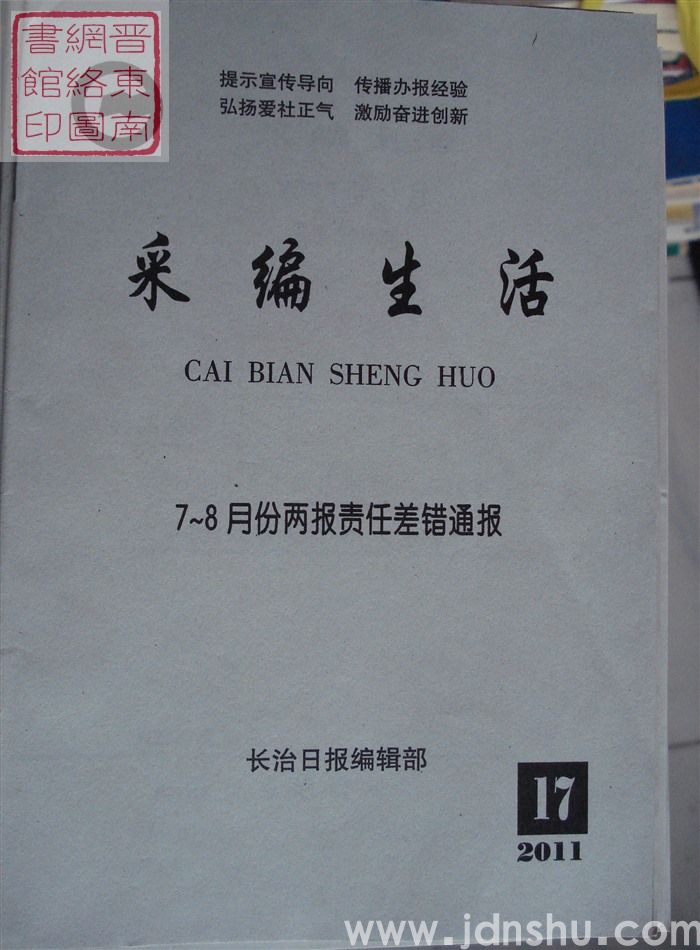 晋东南
網絡圖
書館印
提示宣传导向 传播办报经验
弘扬爱社正气 激励奋进创新
采编生活
CAI BIAN SHENG HUO
7~8月份两报责任差错通报
长治日报编辑部
17
2011
www.jdnshu.com